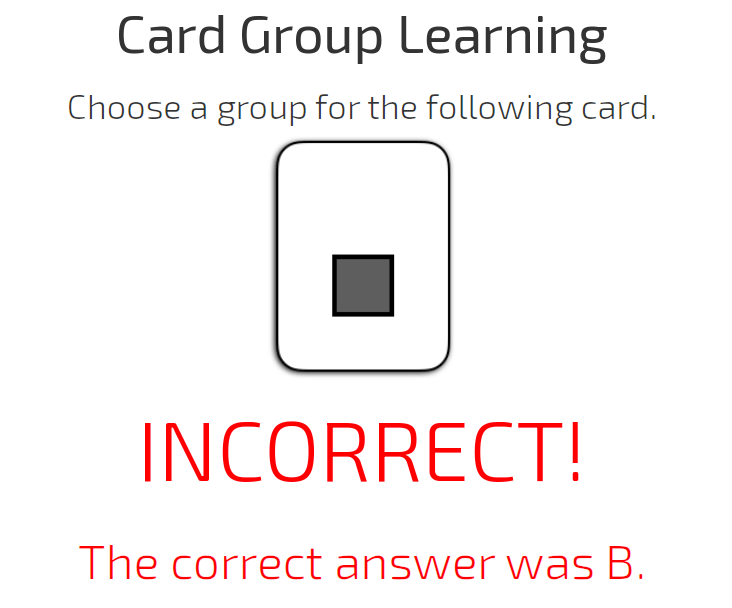 Card Group Learning
Choose a group for the following card.
INCORRECT!
The correct answer was B.